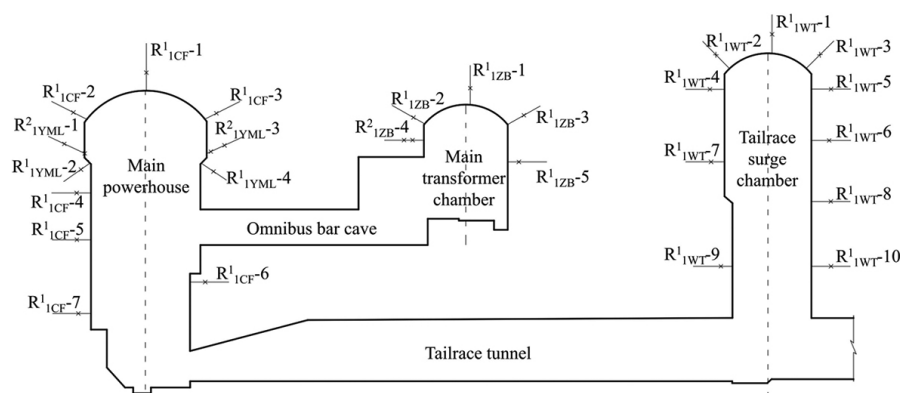 R¹₁CF-1
R¹₁CF-2
R¹₁CF-3
R²₁YML-1
R²₁YML-3
R¹₁YML-2
R¹₁YML-4
Main
powerhouse
R¹₁CF-4
R¹₁CF-5
R¹₁CF-6
R¹₁CF-7
Omnibus bar cave
R¹₁ZB-1
R¹₁ZB-2
R¹₁ZB-3
R²₁ZB-4
R¹₁ZB-5
Main
transformer
chamber
R¹₁WT-1
R¹₁WT-2
R¹₁WT-3
R¹₁WT-4
R¹₁WT-5
R¹₁WT-6
R¹₁WT-7
Tailrace
surge
chamber
R¹₁WT-8
R¹₁WT-9
R¹₁WT-10
Tailrace tunnel